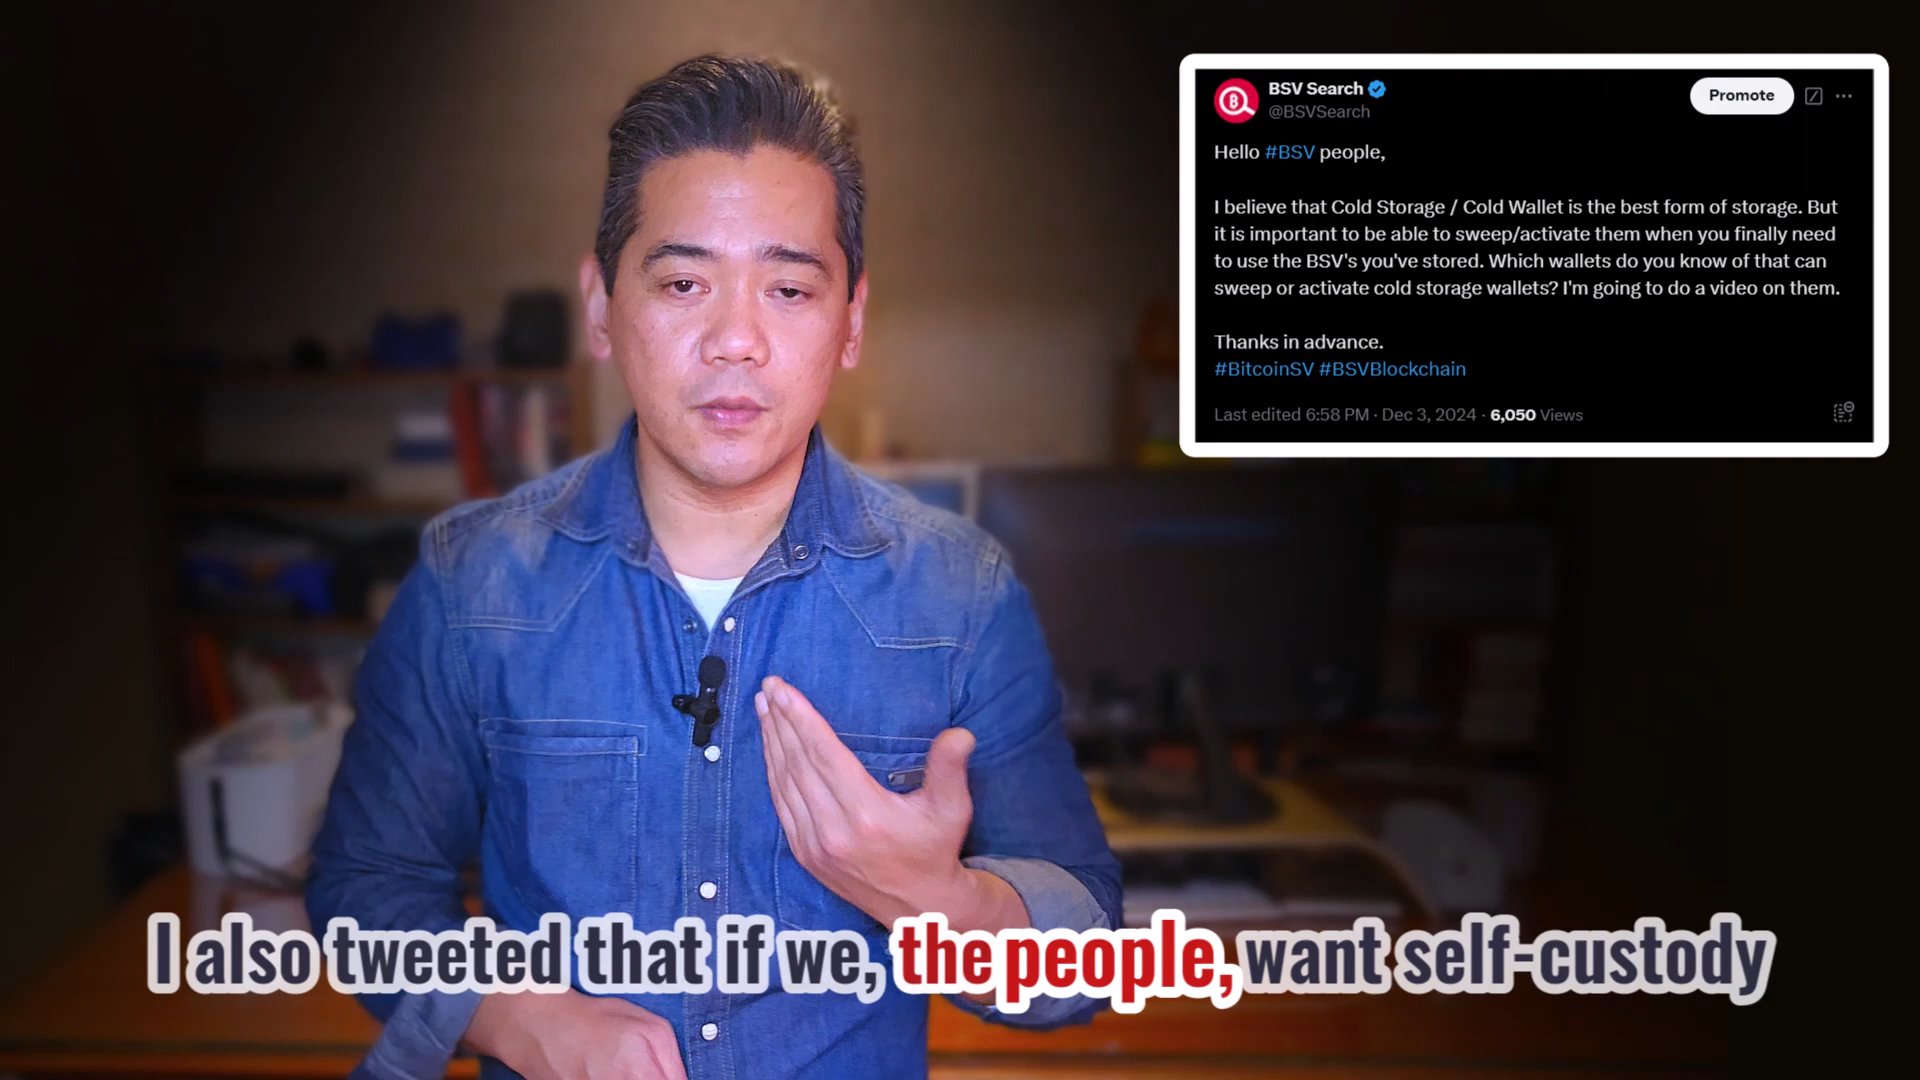 BSV Search
@BSVSearch
Promote
Hello #BSV people,
I believe that Cold Storage / Cold Wallet is the best form of storage. But
it is important to be able to sweep/activate them when you finally need
to use the BSV's you've stored. Which wallets do you know of that can
sweep or activate cold storage wallets? I'm going to do a video on them.
Thanks in advance.
#BitcoinSV #BSVBlockchain
Last edited 6:58 PM · Dec 3, 2024 · 6,050 Views
I also tweeted that if we, the people, want self-custody